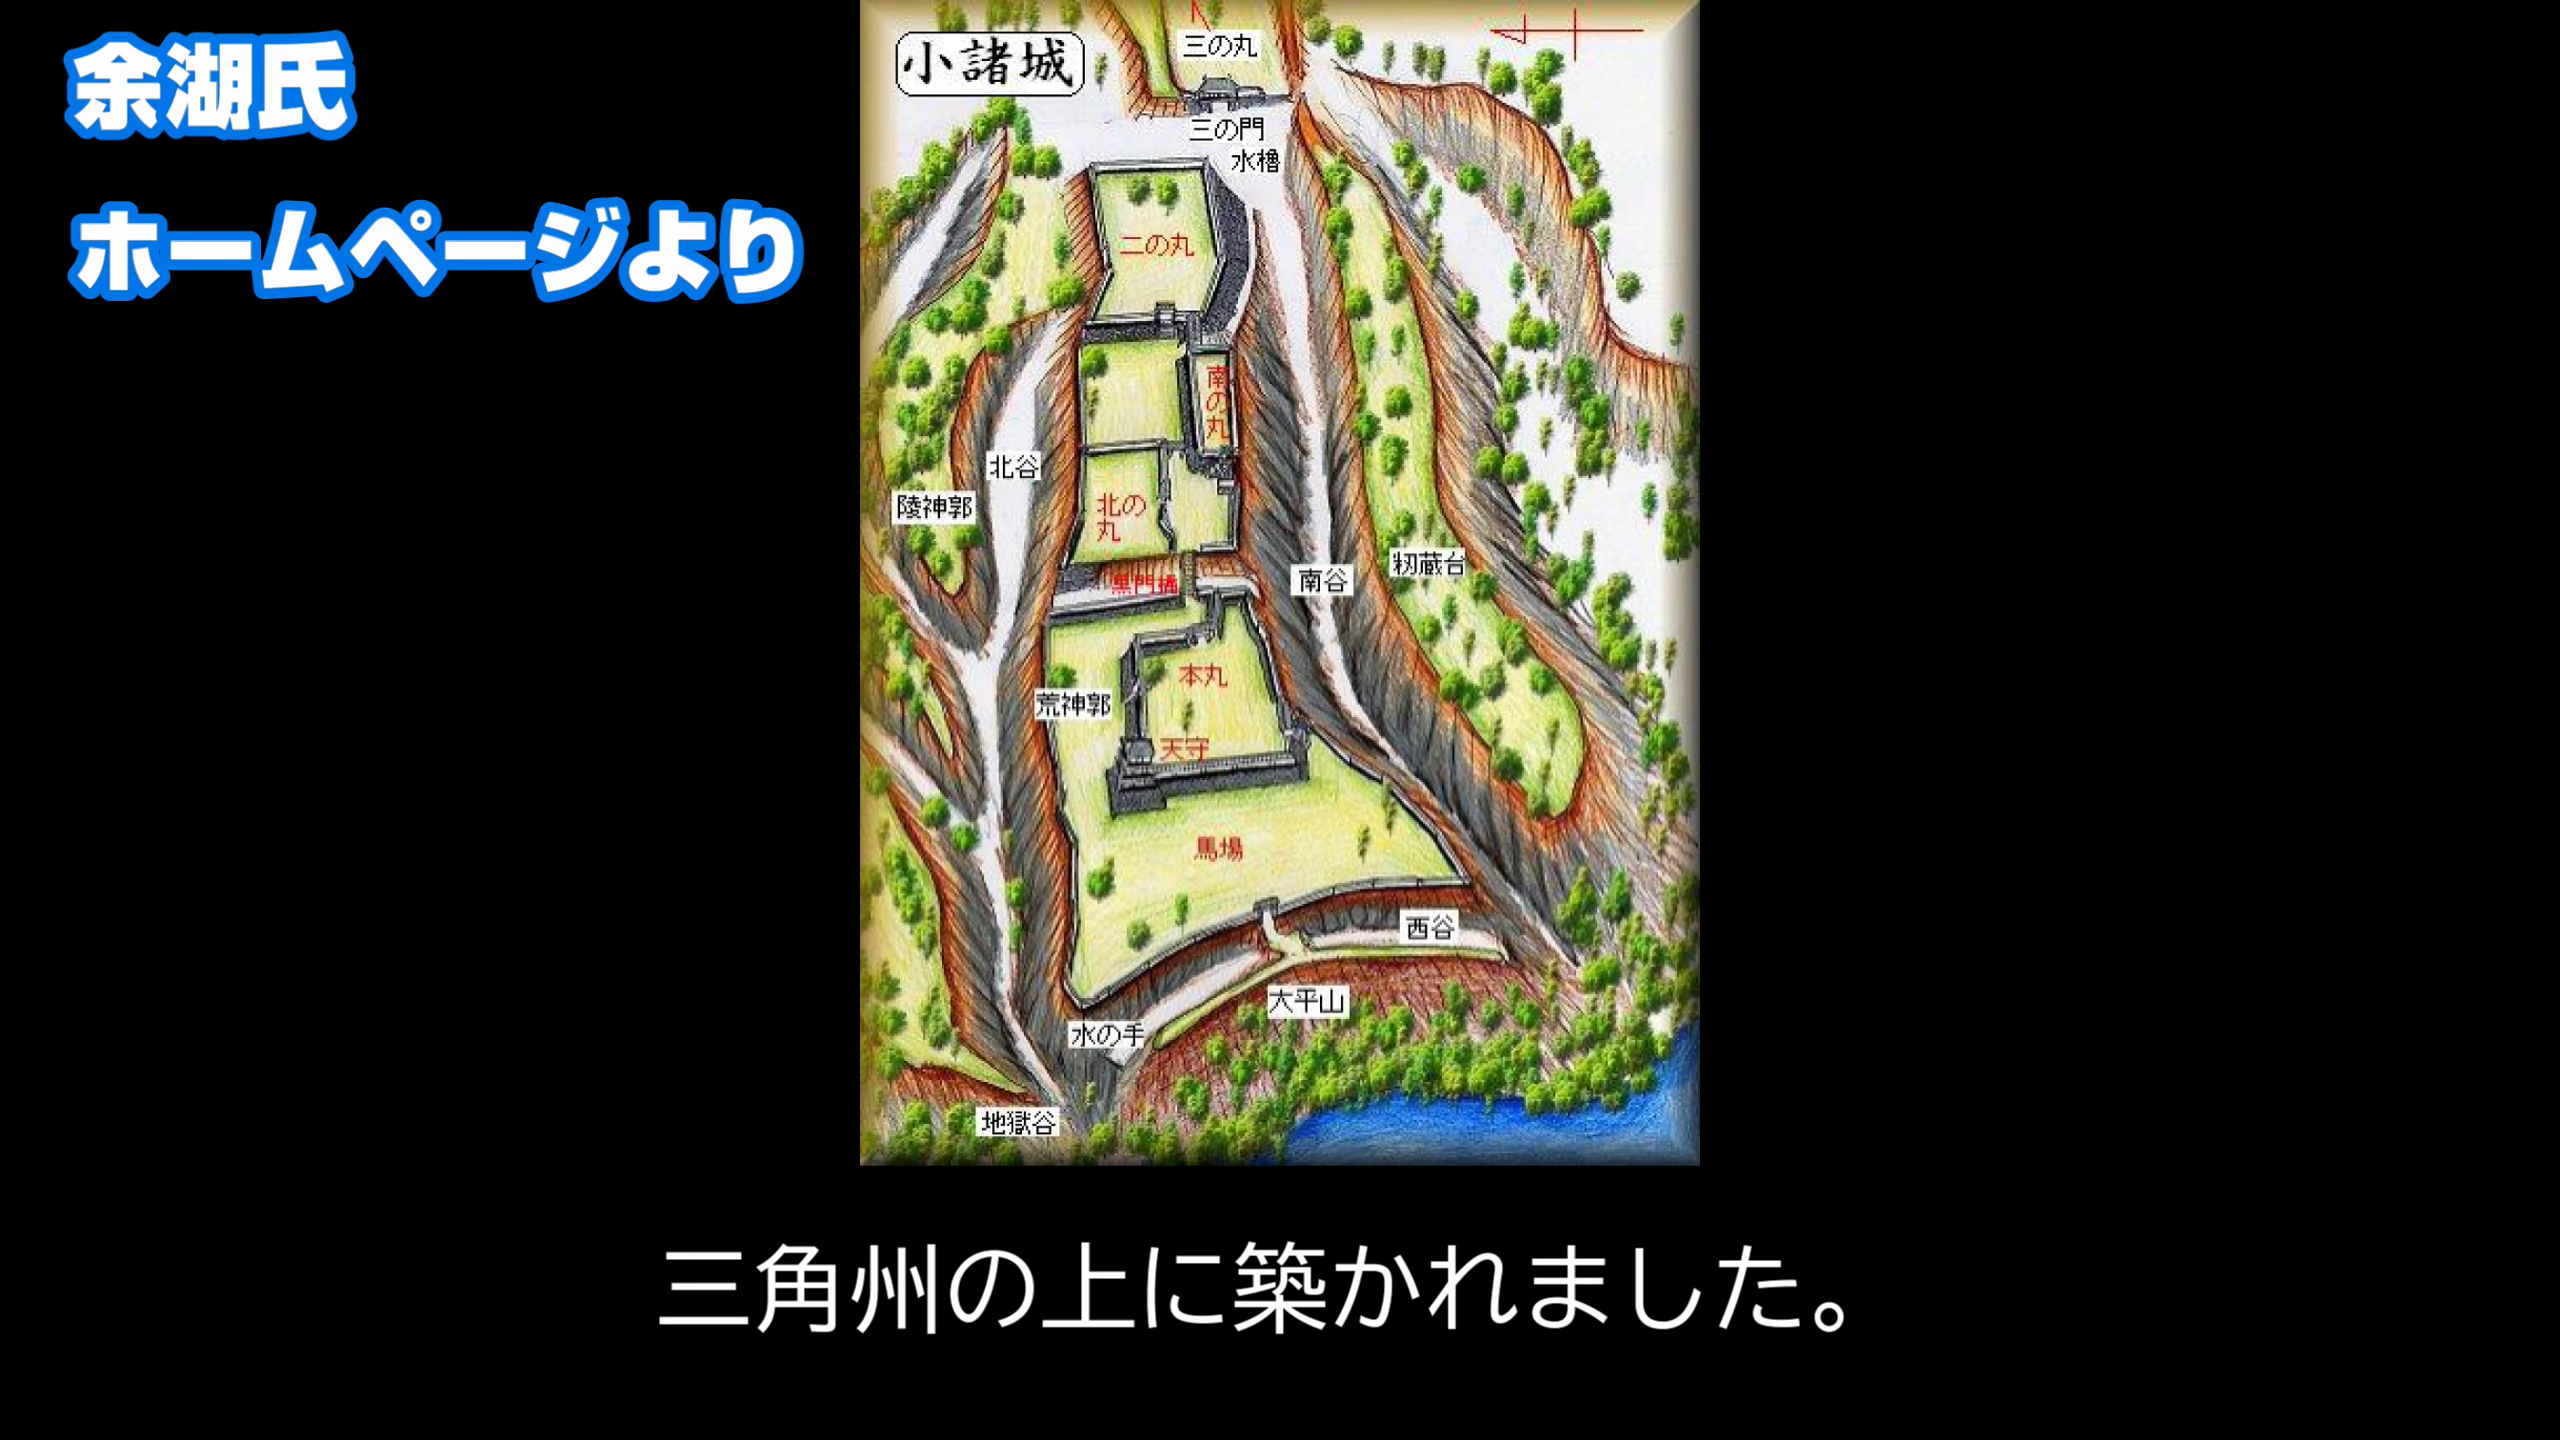 余湖氏
ホームページより
小諸城
三の丸
三の門
水櫓
二の丸
南の丸
北谷
陵神郭
北の
丸
黒門橋
南谷
籾蔵台
本丸
荒神郭
天守
馬場
西谷
大平山
水の手
地獄谷
三角州の上に築かれました。